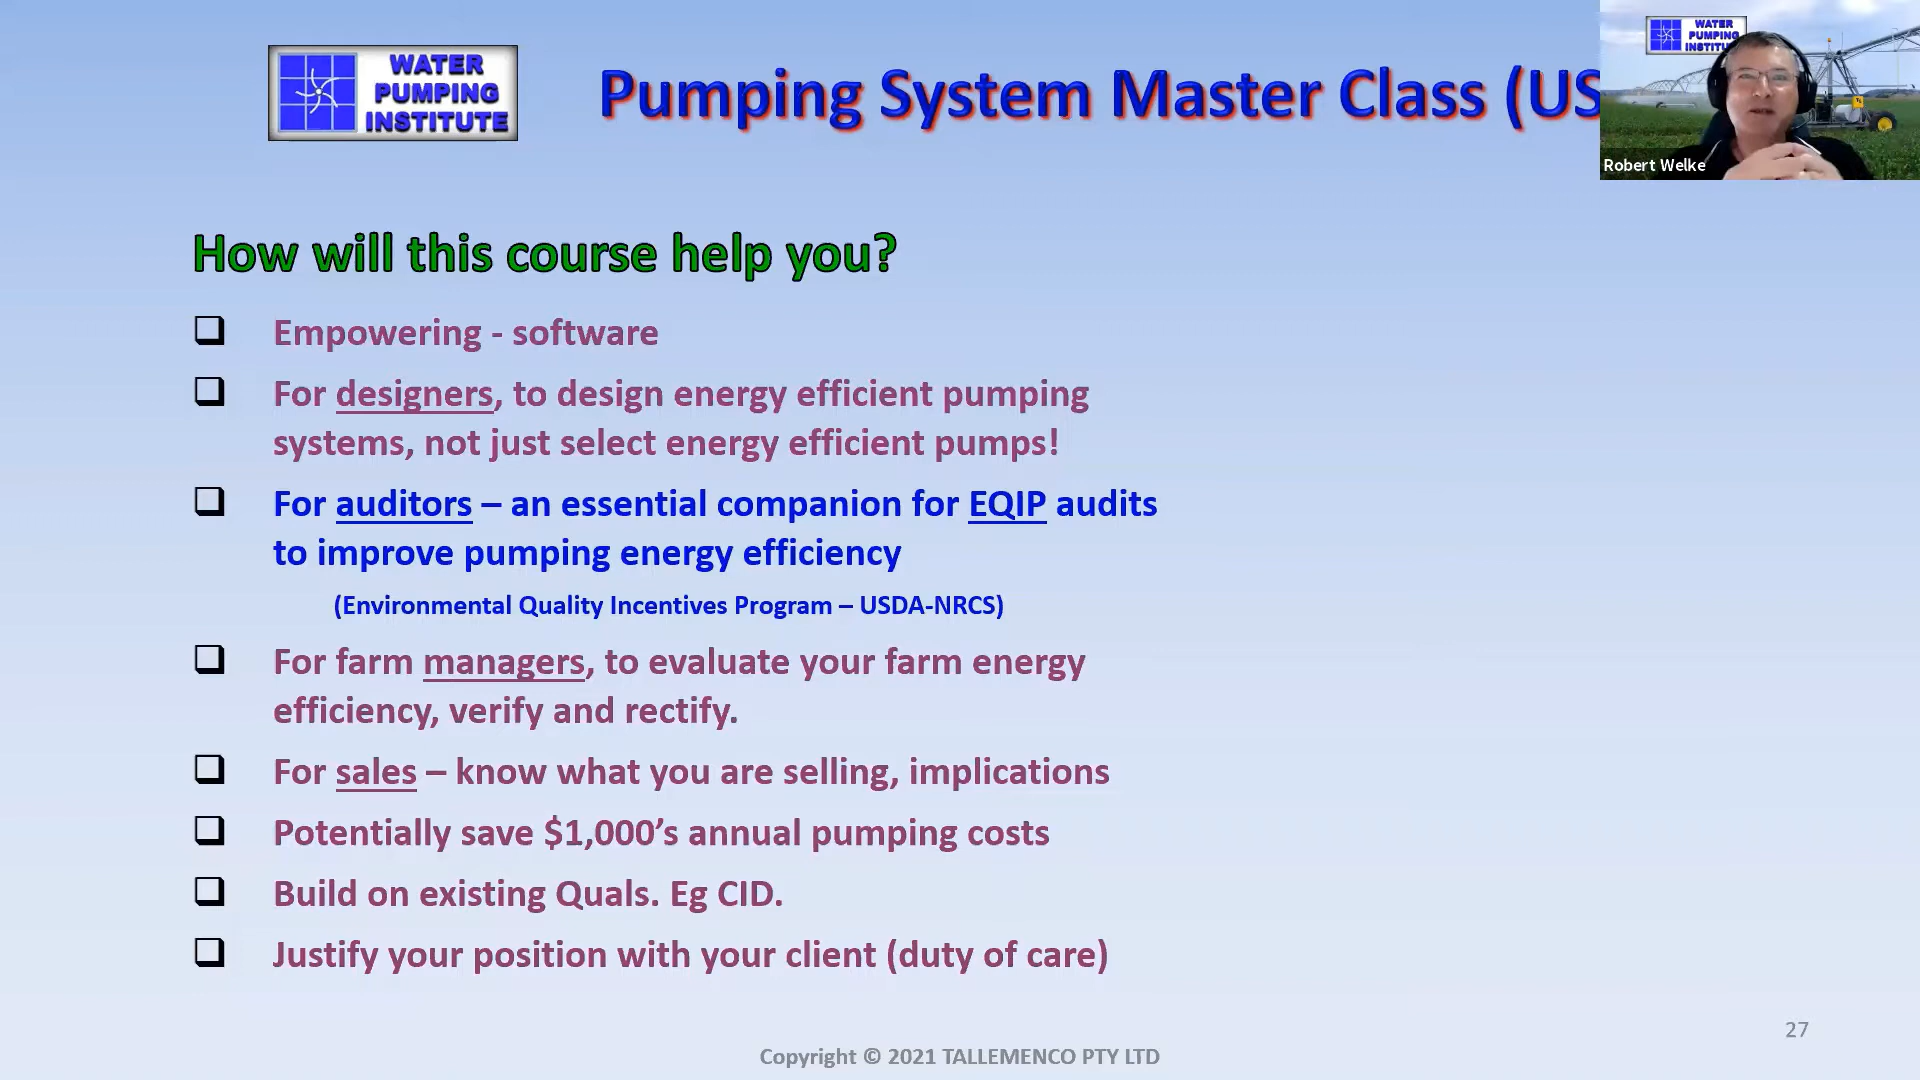 WATER
PUMPING
INSTITUTE
Pumping System Master Class (US
WATER
PUMPING
Robert Welke
How will this course help you?
Empowering - software
For designers, to design energy efficient pumping
systems, not just select energy efficient pumps!
For auditors – an essential companion for EQIP audits
to improve pumping energy efficiency
(Environmental Quality Incentives Program – USDA-NRCS)
For farm managers, to evaluate your farm energy
efficiency, verify and rectify.
For sales – know what you are selling, implications
Potentially save $1,000’s annual pumping costs
Build on existing Quals. Eg CID.
Justify your position with your client (duty of care)
27
Copyright © 2021 TALLEMENCO PTY LTD